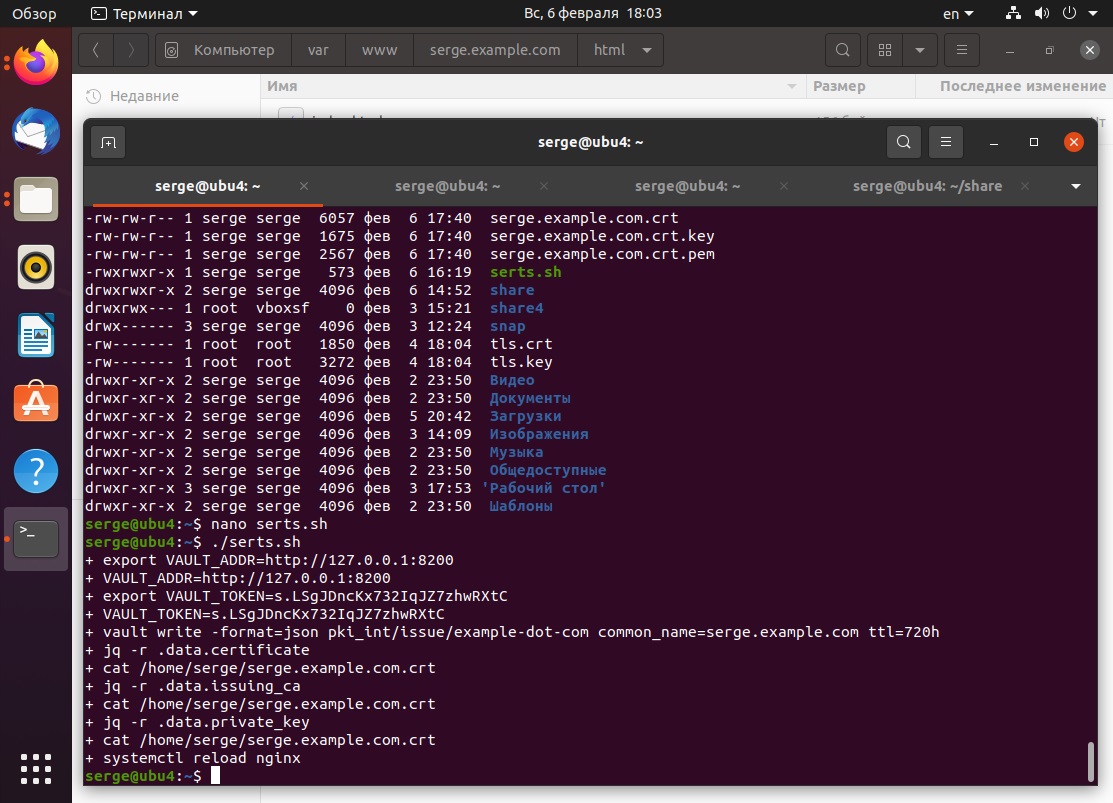 Обзор Терминал Вс, 6 февраля 18:03 en
Компьютер var www serge.example.com html
Недавние Имя Размер Последнее изменение
serge@ubu4: ~
serge@ubu4: ~ serge@ubu4: ~ serge@ubu4: ~ serge@ubu4: ~/share
-rw-rw-r-- 1 serge serge 6057 фев 6 17:40 serge.example.com.crt
-rw-rw-r-- 1 serge serge 1675 фев 6 17:40 serge.example.com.crt.key
-rw-rw-r-- 1 serge serge 2567 фев 6 17:40 serge.example.com.crt.pem
-rwxrwxr-x 1 serge serge 573 фев 6 16:19 serts.sh
drwxrwxr-x 2 serge serge 4096 фев 6 14:52 share
drwxrwx--- 1 root vboxsf 0 фев 3 15:21 share4
drwx------ 3 serge serge 4096 фев 3 12:24 snap
-rw------- 1 root root 1850 фев 4 18:04 tls.crt
-rw------- 1 root root 3272 фев 4 18:04 tls.key
drwxr-xr-x 2 serge serge 4096 фев 2 23:50 Видео
drwxr-xr-x 2 serge serge 4096 фев 2 23:50 Документы
drwxr-xr-x 2 serge serge 4096 фев 5 20:42 Загрузки
drwxr-xr-x 2 serge serge 4096 фев 3 14:09 Изображения
drwxr-xr-x 2 serge serge 4096 фев 2 23:50 Музыка
drwxr-xr-x 2 serge serge 4096 фев 2 23:50 Общедоступные
drwxr-xr-x 3 serge serge 4096 фев 3 17:53 'Рабочий стол'
drwxr-xr-x 2 serge serge 4096 фев 2 23:50 Шаблоны
serge@ubu4:~$ nano serts.sh
serge@ubu4:~$ ./serts.sh
+ export VAULT_ADDR=http://127.0.0.1:8200
+ VAULT_ADDR=http://127.0.0.1:8200
+ export VAULT_TOKEN=s.LSgJDncKx732IqJZ7zhwRXtC
+ VAULT_TOKEN=s.LSgJDncKx732IqJZ7zhwRXtC
+ vault write -format=json pki_int/issue/example-dot-com common_name=serge.example.com ttl=720h
+ jq -r .data.certificate
+ cat /home/serge/serge.example.com.crt
+ jq -r .data.issuing_ca
+ cat /home/serge/serge.example.com.crt
+ jq -r .data.private_key
+ cat /home/serge/serge.example.com.crt
+ systemctl reload nginx
serge@ubu4:~$